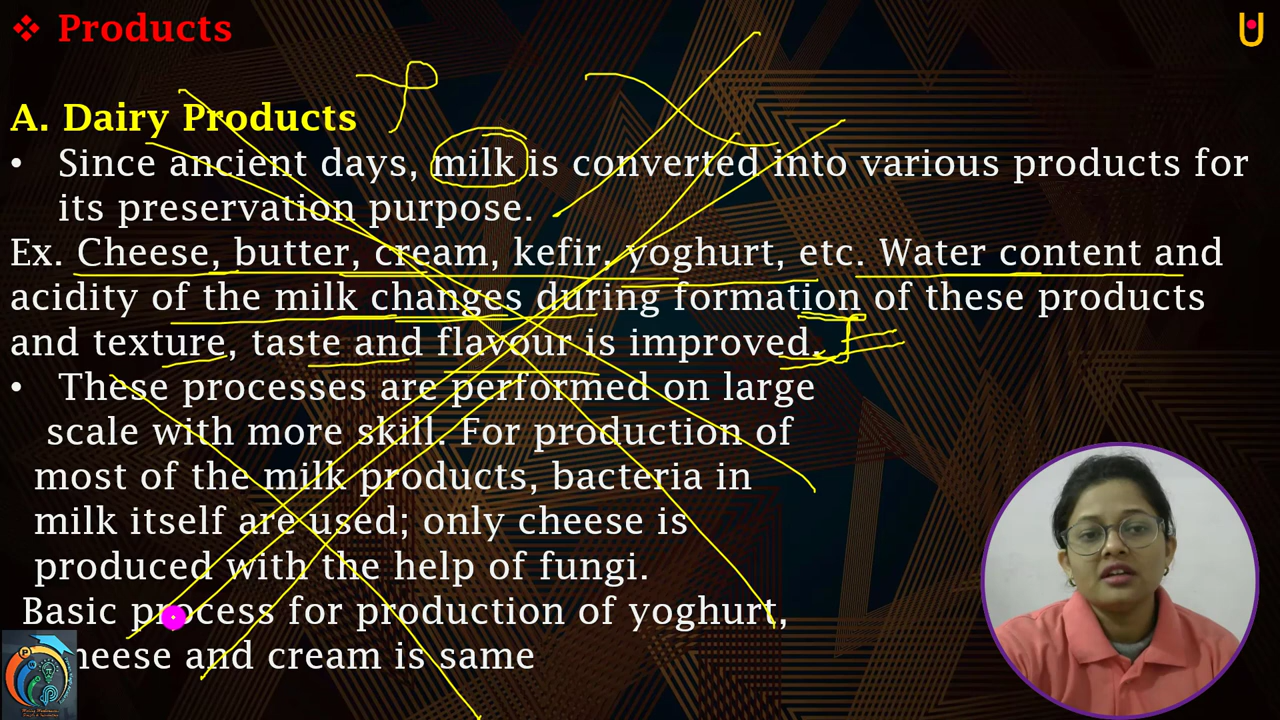 ❖ Products
A. Dairy Products
• Since ancient days, milk is converted into various products for
its preservation purpose.
Ex. Cheese, butter, cream, kefir, yoghurt, etc. Water content and
acidity of the milk changes during formation of these products
and texture, taste and flavour is improved.
• These processes are performed on large
scale with more skill. For production of
most of the milk products, bacteria in
milk itself are used; only cheese is
produced with the help of fungi.
Basic process for production of yoghurt,
heese and cream is same